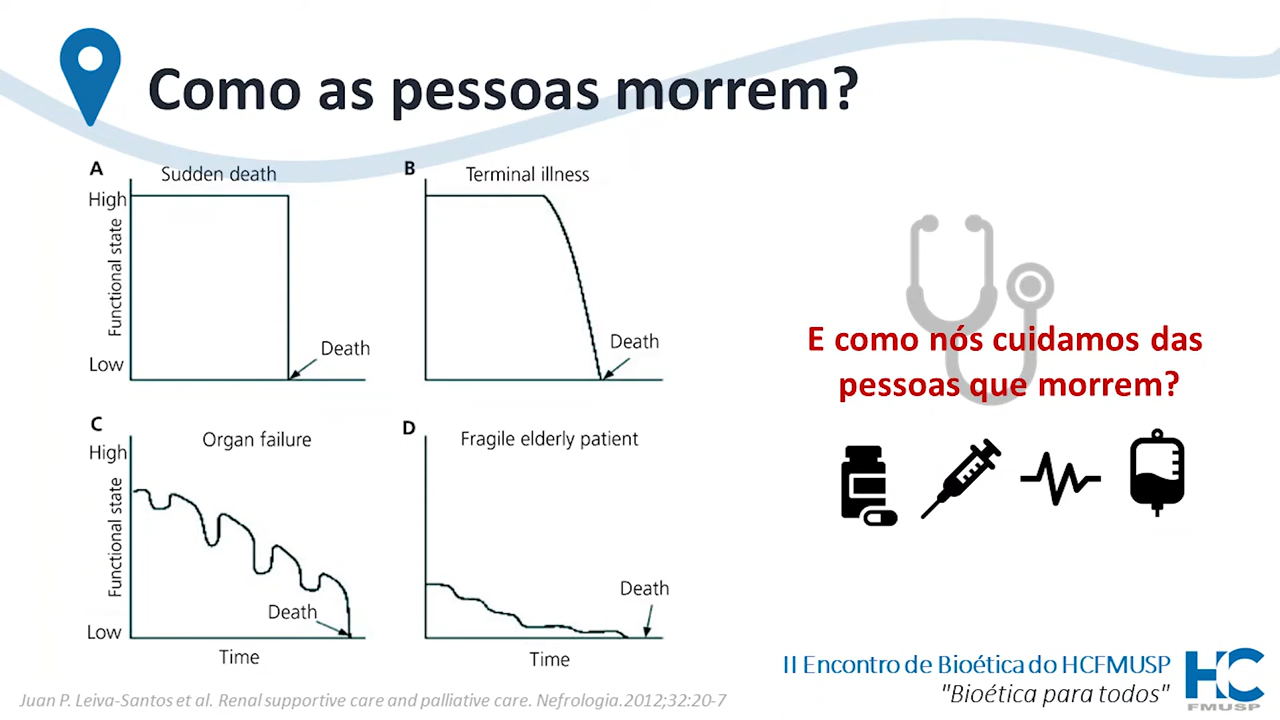 Como as pessoas morrem?
A
Sudden death
High
Functional state
Low
Death
B
Terminal illness
Death
C
Organ failure
High
Functional state
Low
Death
Time
D
Fragile elderly patient
Death
Time
E como nós cuidamos das
pessoas que morrem?
II Encontro de Bioética do HCFMUSP
"Bioética para todos"
HC
FMUSP
Juan P. Leiva-Santos et al. Renal supportive care and palliative care. Nefrologia.2012;32:20-7